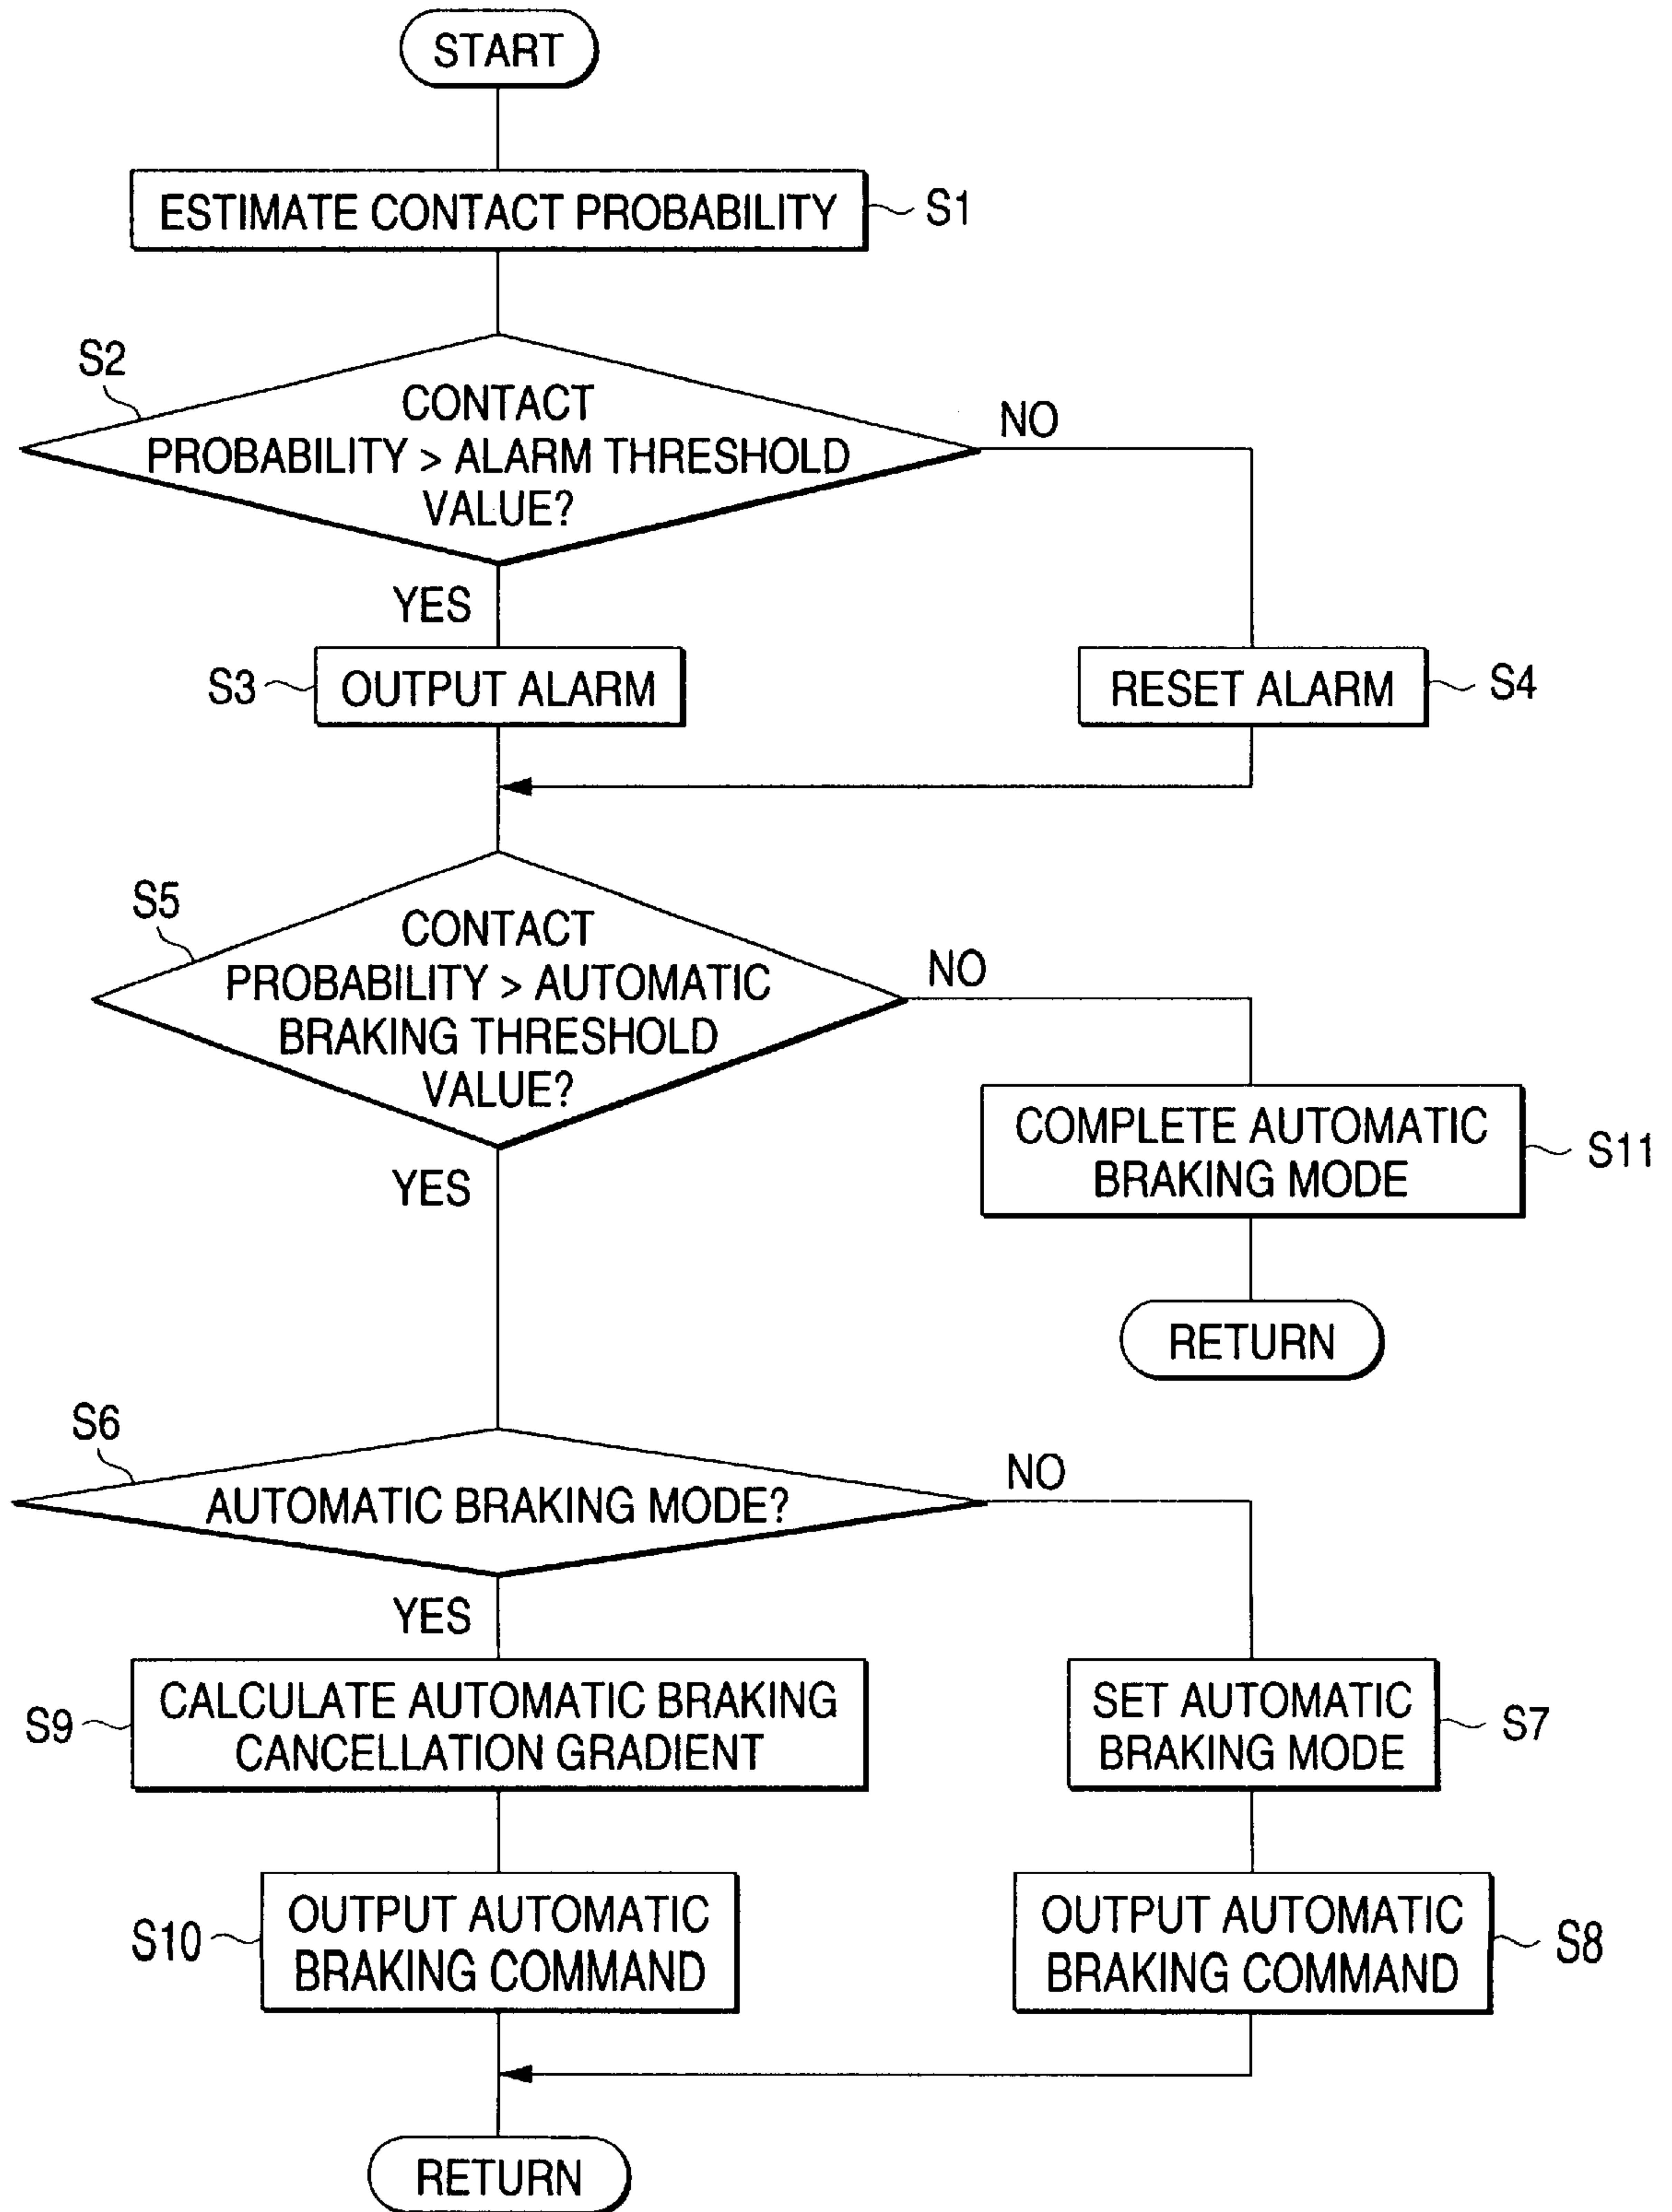 START
ESTIMATE CONTACT PROBABILITY
S1
S2
CONTACT
PROBABILITY > ALARM THRESHOLD
VALUE?
NO
YES
S3
OUTPUT ALARM
RESET ALARM
S4
S5
CONTACT
PROBABILITY > AUTOMATIC
BRAKING THRESHOLD
VALUE?
NO
YES
COMPLETE AUTOMATIC
BRAKING MODE
S11
RETURN
S6
AUTOMATIC BRAKING MODE?
NO
YES
S9
CALCULATE AUTOMATIC BRAKING
CANCELLATION GRADIENT
SET AUTOMATIC
BRAKING MODE
S7
S10
OUTPUT AUTOMATIC
BRAKING COMMAND
OUTPUT AUTOMATIC
BRAKING COMMAND
S8
RETURN